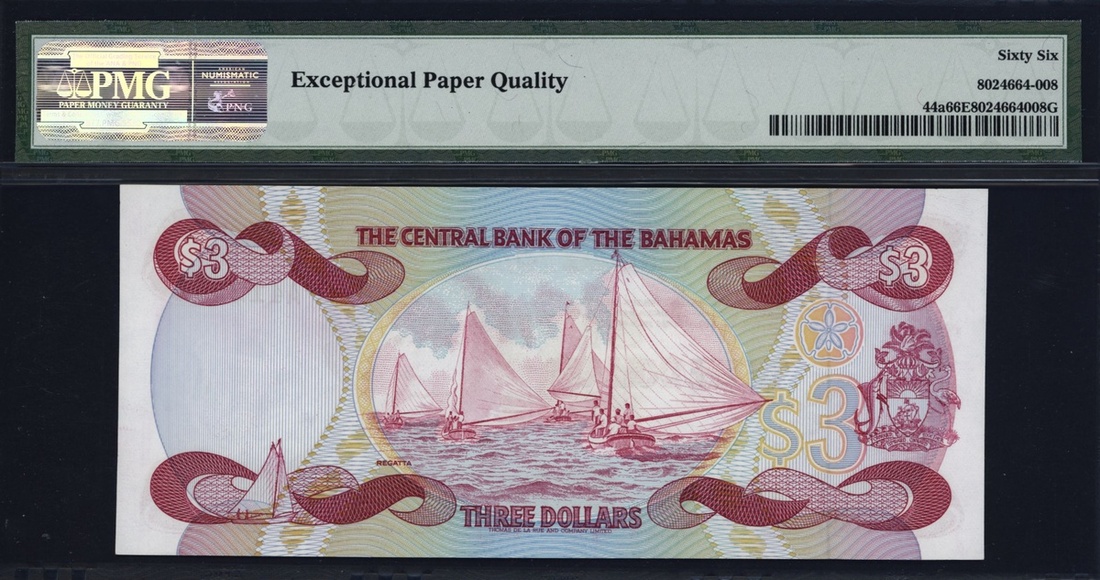 PMG
PAPER MONEY GUARANTY
NUMISMATIC
PNG
Exceptional Paper Quality
Sixty Six
8024664-008
44a66E8024664008G
THE CENTRAL BANK OF THE BAHAMAS
$3
$3
$3
REGATTA
THREE DOLLARS
THOMAS DE LA RUE AND COMPANY, LIMITED